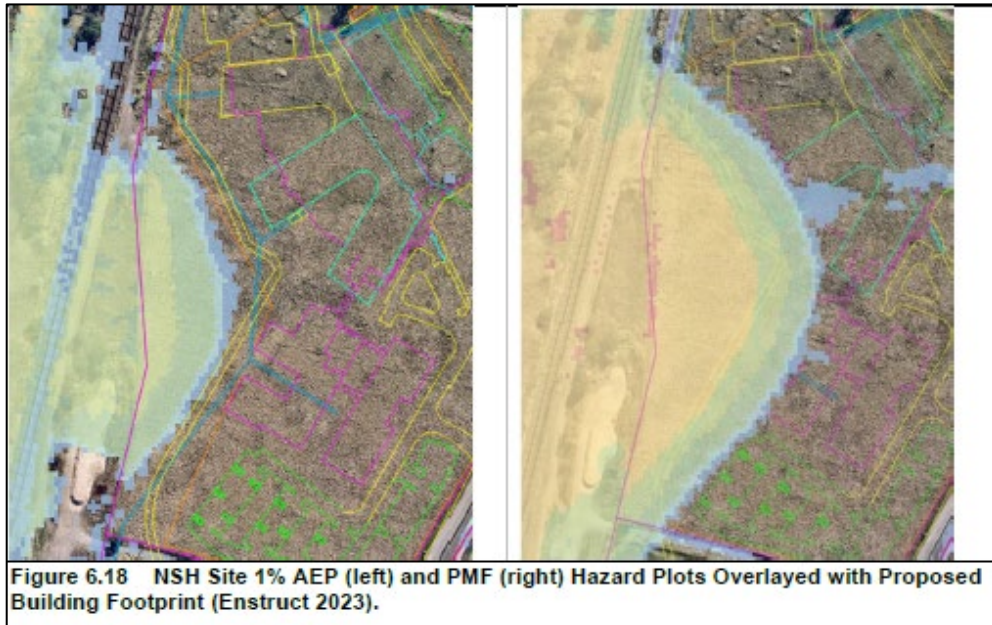 Figure 6.18 NSH Site 1% AEP (left) and PMF (right) Hazard Plots Overlayed with Proposed
Building Footprint (Enstruct 2023).